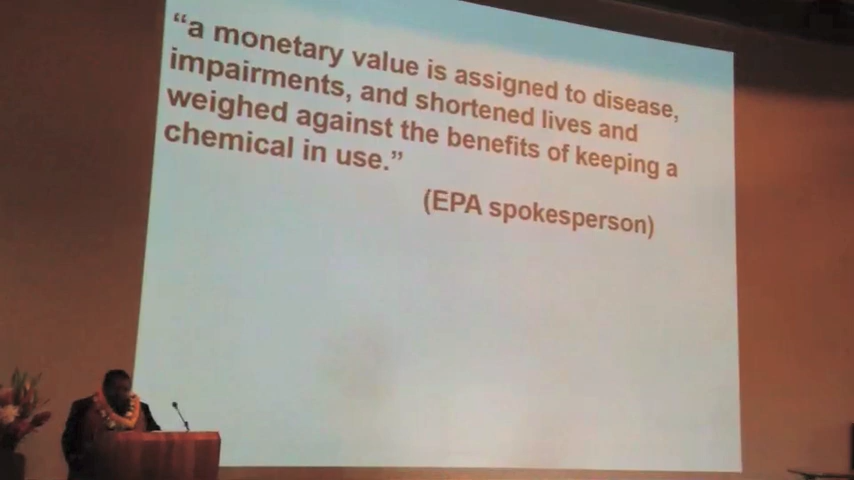 “a monetary value is assigned to disease,
impairments, and shortened lives and
weighed against the benefits of keeping a
chemical in use.”
(EPA spokesperson)